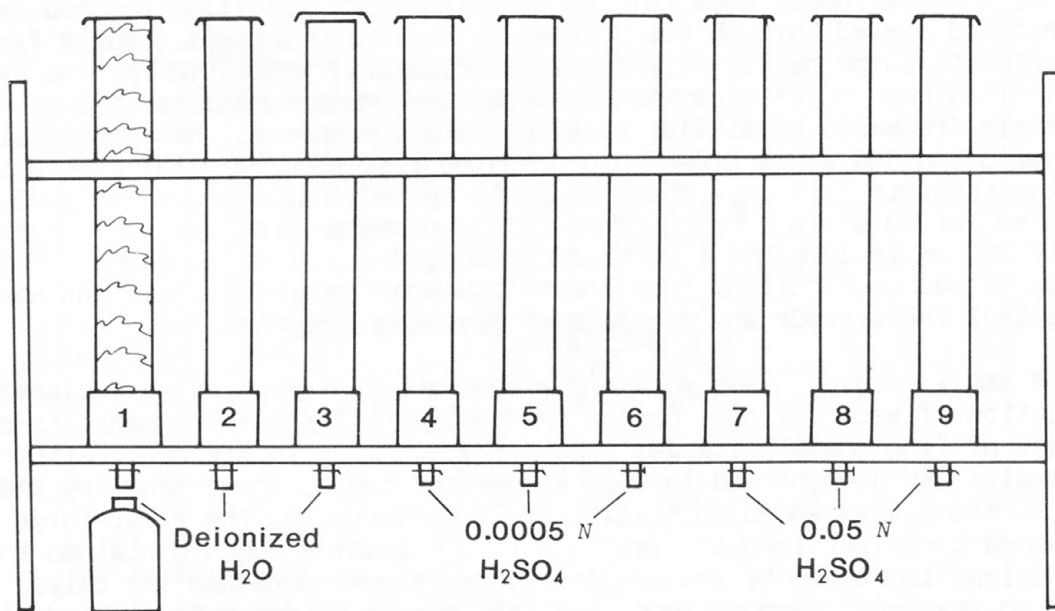 1 2 3 4 5 6 7 8 9
Deionized
H₂O
0.0005 N
H₂SO₄
0.05 N
H₂SO₄